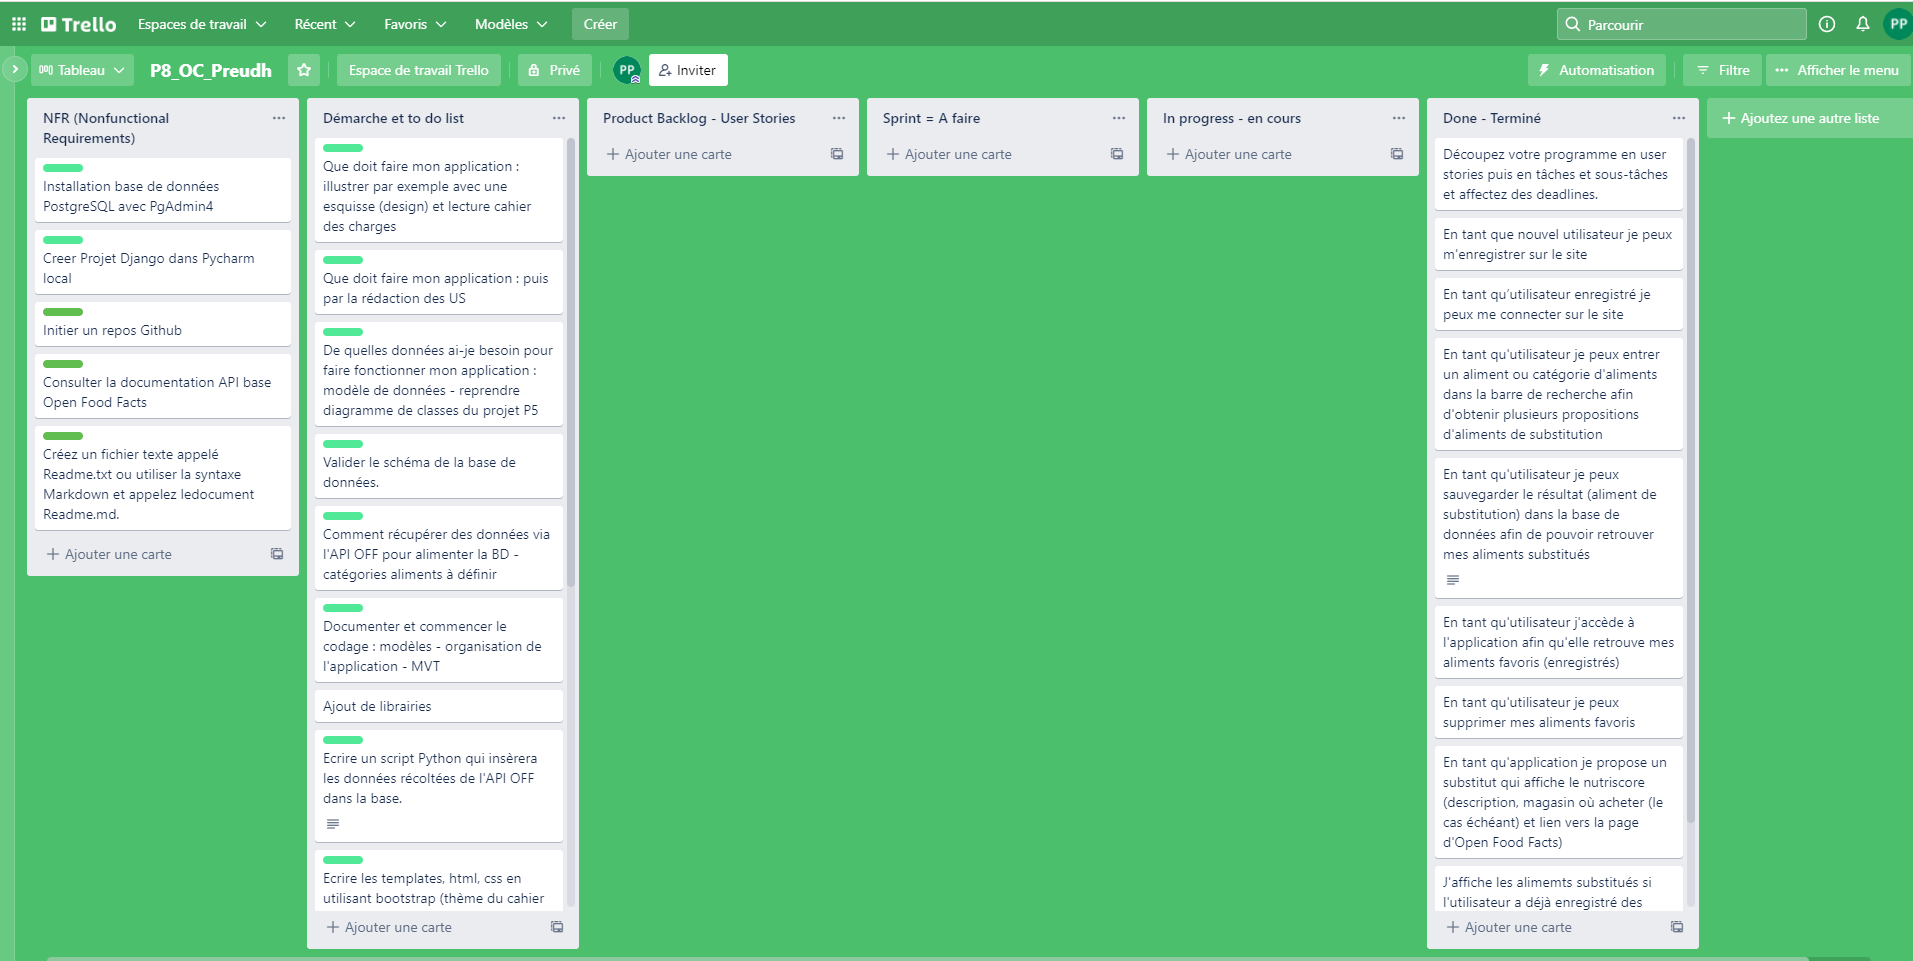 Trello
Espaces de travail
Récent
Favoris
Modèles
Créer
Parcourir
PP
Tableau
P8_OC_Preudh
Espace de travail Trello
Privé
PP
Inviter
Automatisation
Filtre
Afficher le menu
NFR (Nonfunctional
Requirements)
Installation base de données
PostgreSQL avec PgAdmin4
Creer Projet Django dans Pycharm
local
Initier un repos Github
Consulter la documentation API base
Open Food Facts
Créez un fichier texte appelé
Readme.txt ou utiliser la syntaxe
Markdown et appelez ledocument
Readme.md.
Ajouter une carte
Démarche et to do list
Que doit faire mon application :
illustrer par exemple avec une
esquisse (design) et lecture cahier
des charges
Que doit faire mon application : puis
par la rédaction des US
De quelles données ai-je besoin pour
faire fonctionner mon application :
modèle de données - reprendre
diagramme de classes du projet P5
Valider le schéma de la base de
données.
Comment récupérer des données via
l'API OFF pour alimenter la BD -
catégories aliments à définir
Documenter et commencer le
codage : modèles - organisation de
l'application - MVT
Ajout de librairies
Ecrire un script Python qui insèrera
les données récoltées de l'API OFF
dans la base.
Ecrire les templates, html, css en
utilisant bootstrap (thème du cahier
Ajouter une carte
Product Backlog - User Stories
Ajouter une carte
Sprint = A faire
Ajouter une carte
In progress - en cours
Ajouter une carte
Done - Terminé
Découpez votre programme en user
stories puis en tâches et sous-tâches
et affectez des deadlines.
En tant que nouvel utilisateur je peux
m'enregistrer sur le site
En tant qu'utilisateur enregistré je
peux me connecter sur le site
En tant qu'utilisateur je peux entrer
un aliment ou catégorie d'aliments
dans la barre de recherche afin
d'obtenir plusieurs propositions
d'aliments de substitution
En tant qu'utilisateur je peux
sauvegarder le résultat (aliment de
substitution) dans la base de
données afin de pouvoir retrouver
mes aliments substitués
En tant qu'utilisateur j'accède à
l'application afin qu'elle retrouve mes
aliments favoris (enregistrés)
En tant qu'utilisateur je peux
supprimer mes aliments favoris
En tant qu'application je propose un
substitut qui affiche le nutriscore
(description, magasin où acheter (le
cas échéant) et lien vers la page
d'Open Food Facts)
J'affiche les alimemts substitués si
l'utilisateur a déjà enregistré des
Ajouter une carte
Ajoutez une autre liste